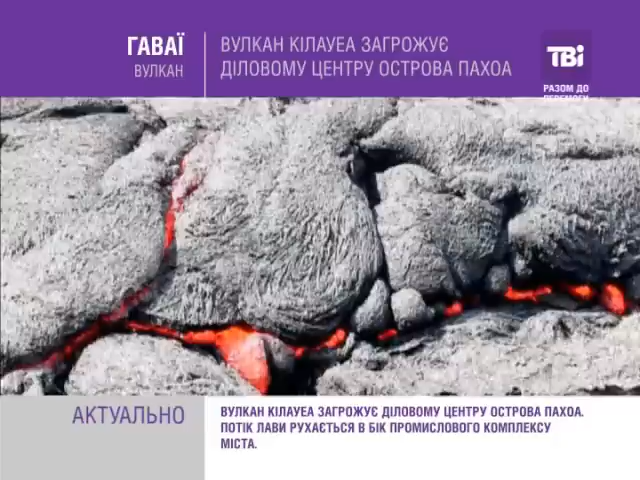 ГАВАЇ
ВУЛКАН
ВУЛКАН КІЛАУЕА ЗАГРОЖУЄ
ДІЛОВОМУ ЦЕНТРУ ОСТРОВА ПАХОА
ТВі
РАЗОМ ДО
ПЕРЕМОГИ
АКТУАЛЬНО
ВУЛКАН КІЛАУЕА ЗАГРОЖУЄ ДІЛОВОМУ ЦЕНТРУ ОСТРОВА ПАХОА.
ПОТІК ЛАВИ РУХАЄТЬСЯ В БІК ПРОМИСЛОВОГО КОМПЛЕКСУ
МІСТА.